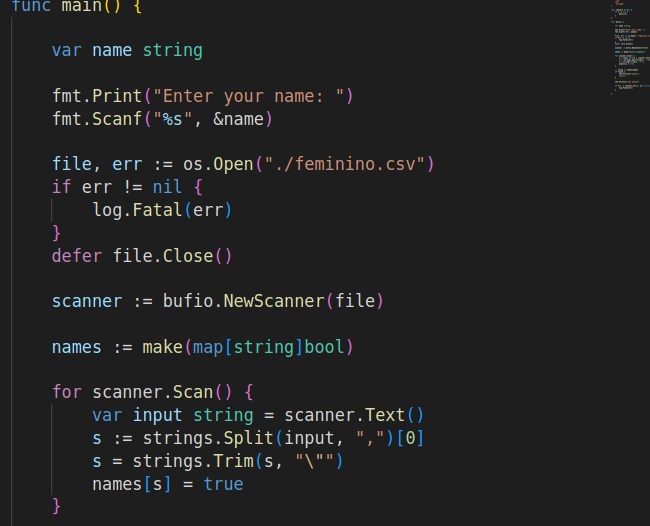 func main() {
var name string
fmt.Print("Enter your name: ")
fmt.Scanf("%s", &name)
file, err := os.Open("./feminino.csv")
if err != nil {
log.Fatal(err)
}
defer file.Close()
scanner := bufio.NewScanner(file)
names := make(map[string]bool)
for scanner.Scan() {
var input string = scanner.Text()
s := strings.Split(input, ",")[0]
s = strings.Trim(s, "\"")
names[s] = true
}